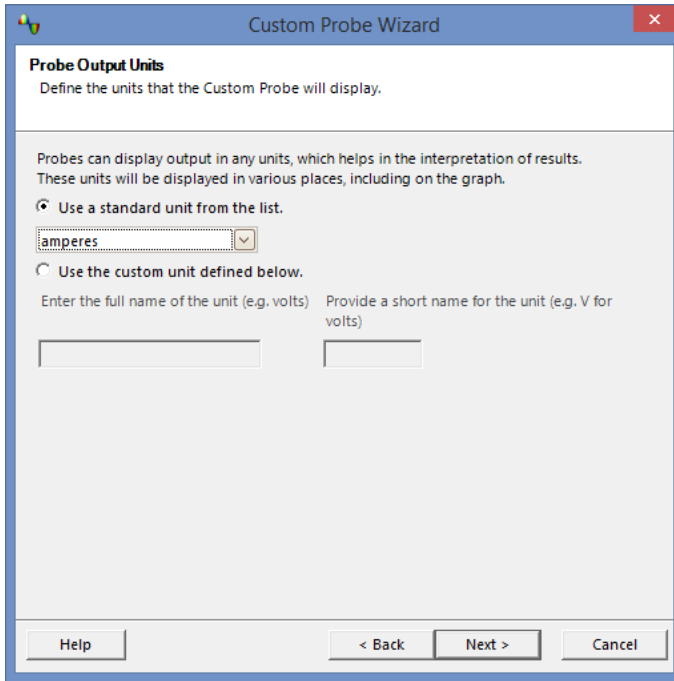 Custom Probe Wizard
Probe Output Units
Define the units that the Custom Probe will display.
Probes can display output in any units, which helps in the interpretation of results.
These units will be displayed in various places, including on the graph.
Use a standard unit from the list.
amperes
Use the custom unit defined below.
Enter the full name of the unit (e.g. volts)
Provide a short name for the unit (e.g. V for
volts)
Help
< Back
Next >
Cancel